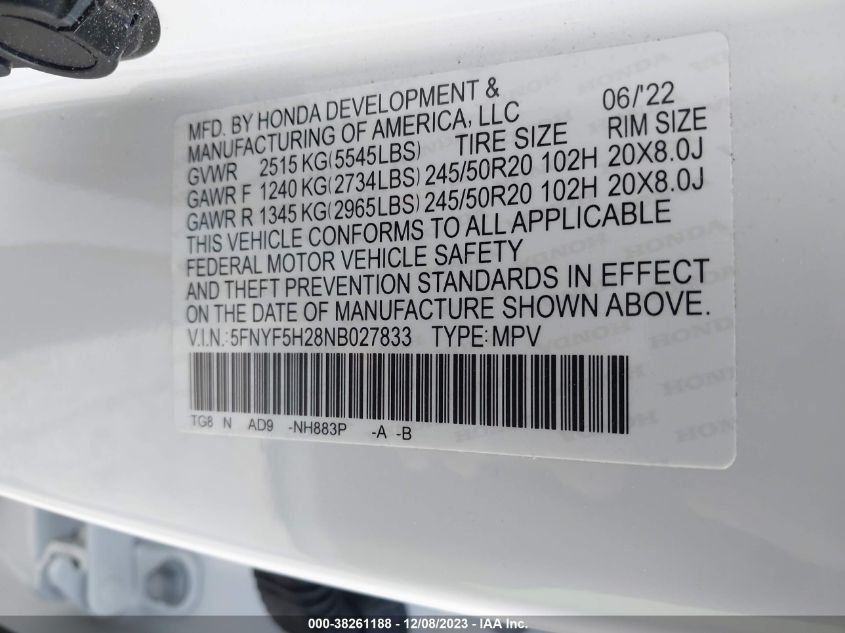 MFD. BY HONDA DEVELOPMENT & 06/'22
MANUFACTURING OF AMERICA, LLC
GVWR 2515 KG(5545LBS) TIRE SIZE RIM SIZE
GAWR F 1240 KG(2734LBS) 245/50R20 102H 20X8.0J
GAWR R 1345 KG(2965LBS) 245/50R20 102H 20X8.0J
THIS VEHICLE CONFORMS TO ALL APPLICABLE
FEDERAL MOTOR VEHICLE SAFETY
AND THEFT PREVENTION STANDARDS IN EFFECT
ON THE DATE OF MANUFACTURE SHOWN ABOVE.
V.I.N.:5FNYF5H28NB027833 TYPE:MPV
TG8 N AD9 -NH883P -A -B
000-38261188 - 12/08/2023 - COPYRIGHT IAA, LLC.